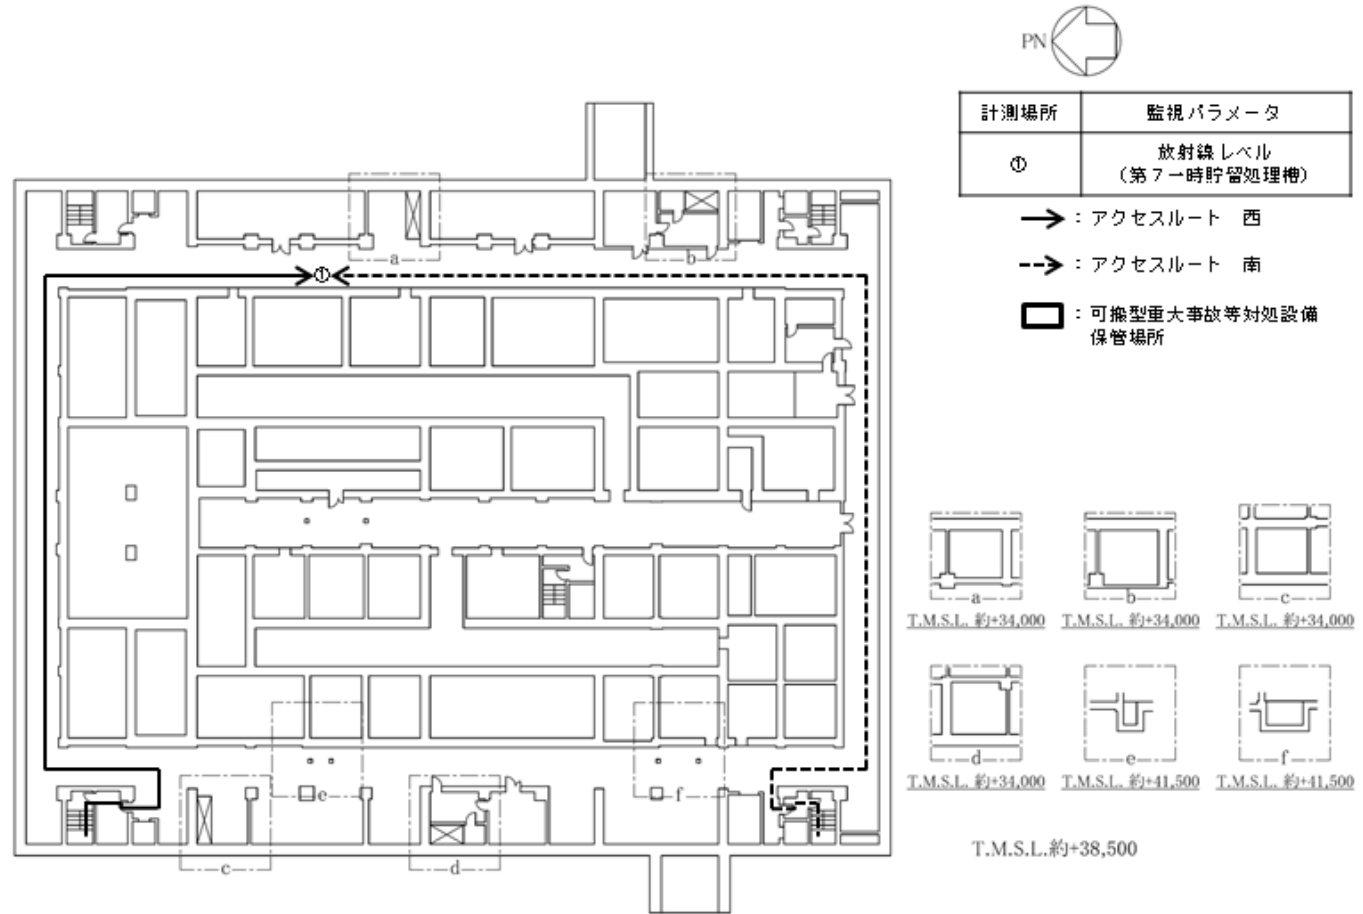 PN
計測場所
監視パラメータ
①
放射線レベル
(第7一時貯留処理槽)
: アクセスルート 西
: アクセスルート 南
: 可搬型重大事故等対処設備
保管場所
a
b
①
e
f
c
d
a
b
c
T.M.S.L. 約+34,000
T.M.S.L. 約+34,000
T.M.S.L. 約+34,000
d
e
f
T.M.S.L. 約+34,000
T.M.S.L. 約+41,500
T.M.S.L. 約+41,500
T.M.S.L.約+38,500